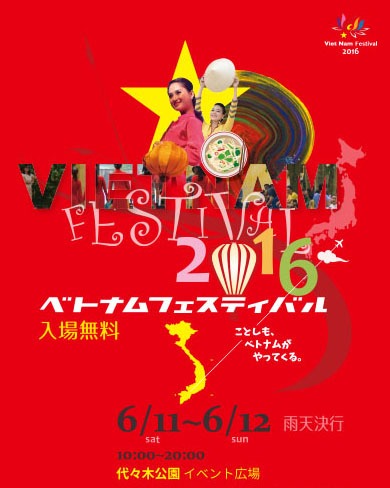 Viet Nam Festival
2016
VIETNAM
FESTIVAL
2016
ベトナムフェスティバル
入場無料
ことしも、
ベトナムが
やってくる。
6/11~6/12 雨天決行
sat sun
10:00~20:00
代々木公園 イベント広場